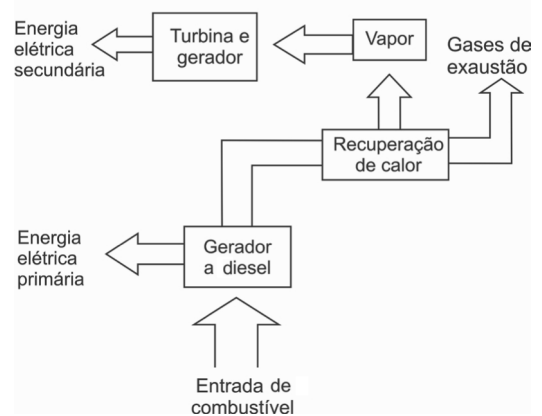 Energia
elétrica
secundária
Turbina e
gerador
Vapor
Gases de
exaustão
Recuperação
de calor
Energia
elétrica
primária
Gerador
a diesel
Entrada de
combustível